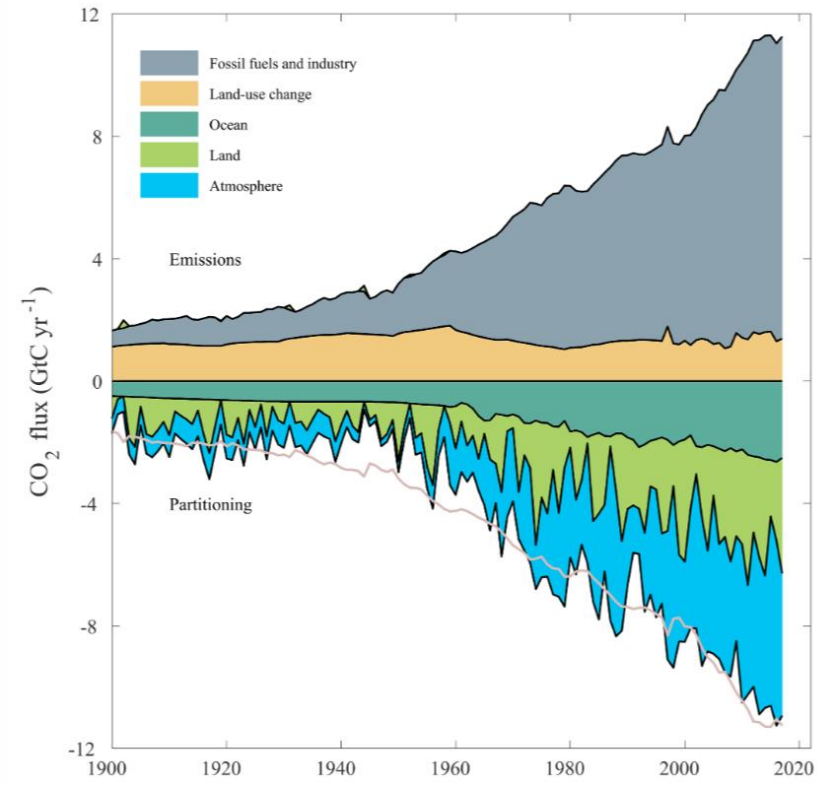 12
8
4
0
-4
-8
-12
CO2 flux (GtC yr-1)
Fossil fuels and industry
Land-use change
Ocean
Land
Atmosphere
Emissions
Partitioning
1900 1920 1940 1960 1980 2000 2020